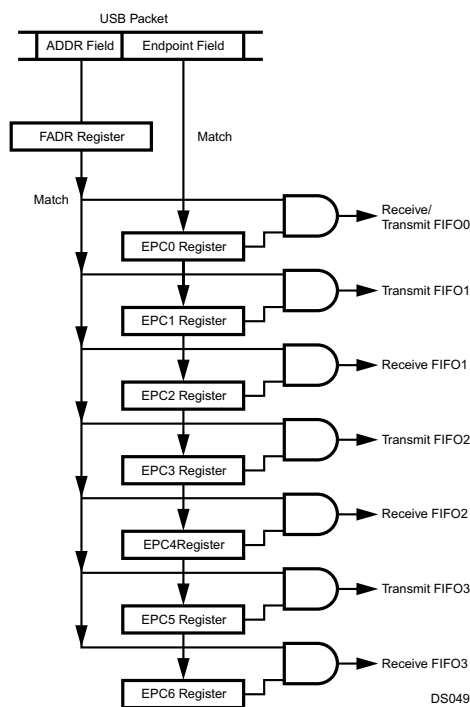 USB Packet
ADDR Field
Endpoint Field
FADR Register
Match
Match
Receive/
Transmit FIFO0
EPC0 Register
Transmit FIFO1
EPC1 Register
Receive FIFO1
EPC2 Register
Transmit FIFO2
EPC3 Register
Receive FIFO2
EPC4Register
Transmit FIFO3
EPC5 Register
Receive FIFO3
EPC6 Register
DS049